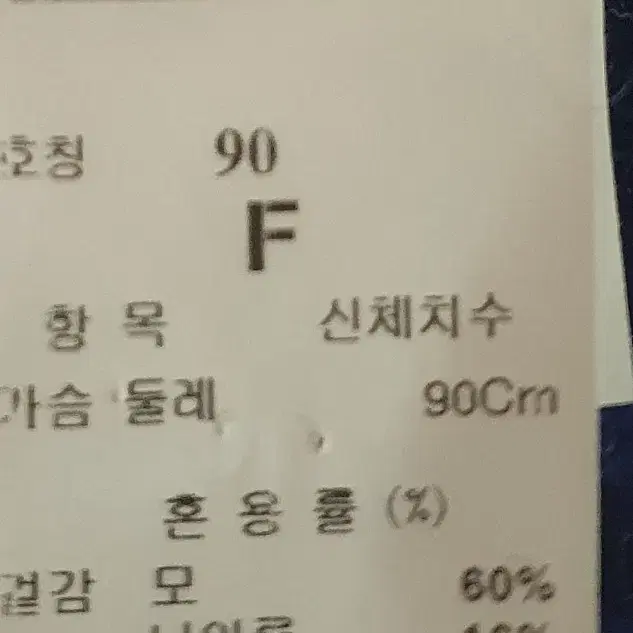 호칭 90
F
항 목 신체치수
가슴 둘레 90Cm
혼 용 률 (%)
겉감 모 60%